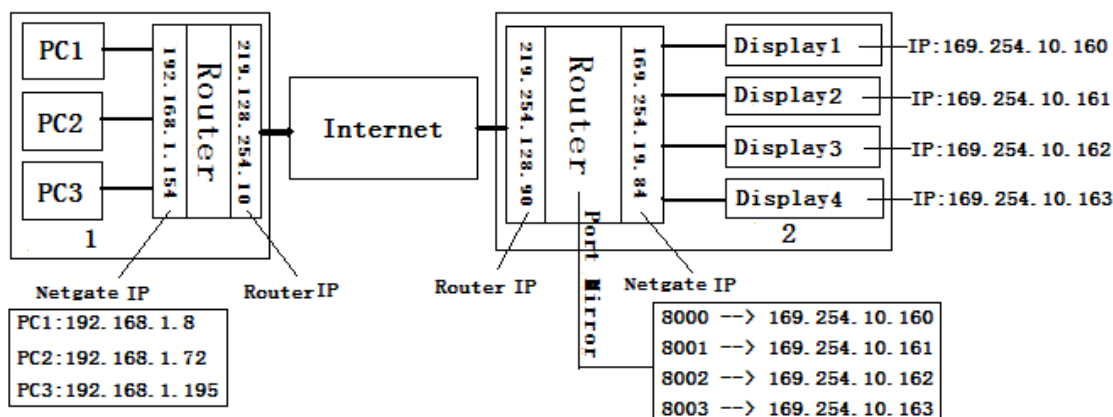 PC1
PC2
PC3
192.168.1.154
Router
219.128.254.10
1
Internet
219.254.128.90
Router
169.254.19.84
Display1
Display2
Display3
Display4
2
IP:169.254.10.160
IP:169.254.10.161
IP:169.254.10.162
IP:169.254.10.163
Netgate IP
Router IP
Router IP
Port Mirror
Netgate IP
PC1:192.168.1.8
PC2:192.168.1.72
PC3:192.168.1.195
8000 --> 169.254.10.160
8001 --> 169.254.10.161
8002 --> 169.254.10.162
8003 --> 169.254.10.163